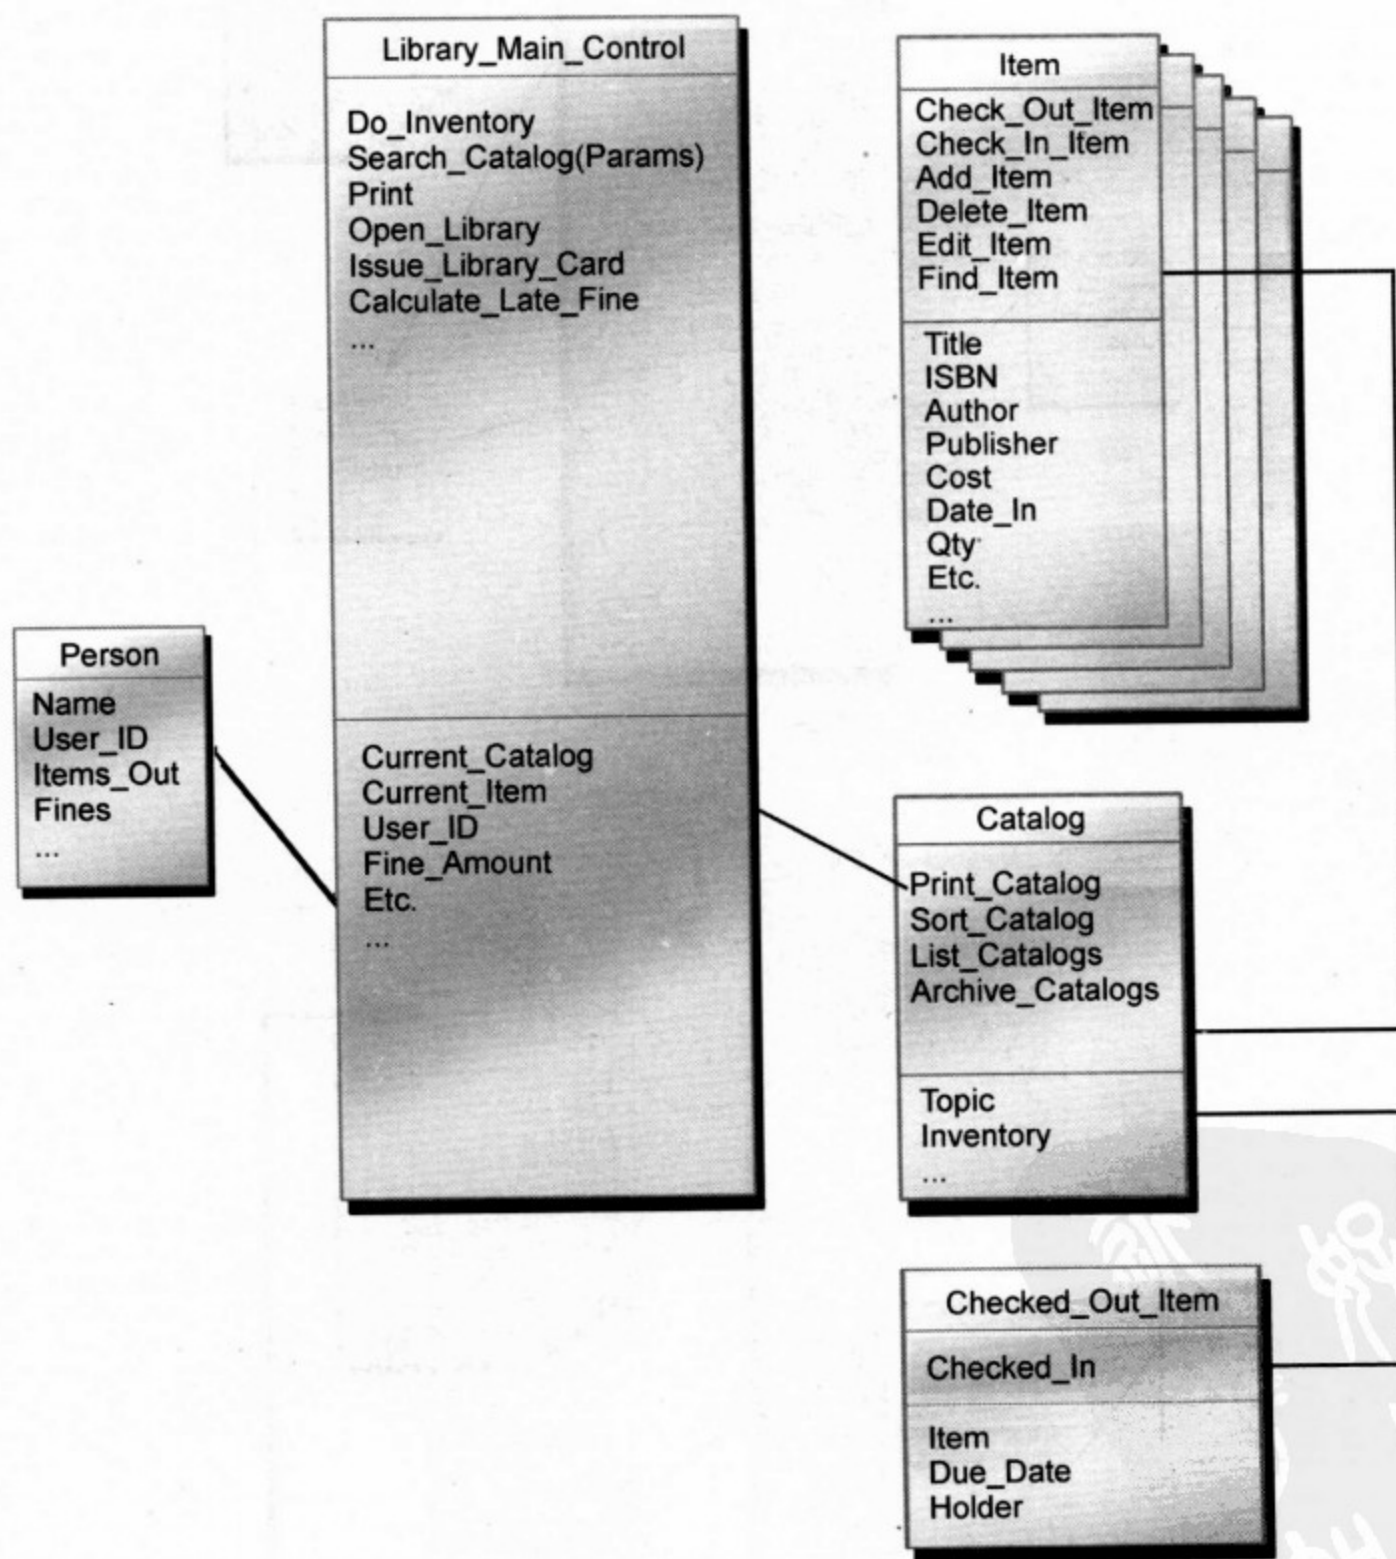 Library_Main_Control
Do_Inventory
Search_Catalog(Params)
Print
Open_Library
Issue_Library_Card
Calculate_Late_Fine
...
Current_Catalog
Current_Item
User_ID
Fine_Amount
Etc.
...
Item
Check_Out_Item
Check_In_Item
Add_Item
Delete_Item
Edit_Item
Find_Item
Title
ISBN
Author
Publisher
Cost
Date_In
Qty
Etc.
...
Person
Name
User_ID
Items_Out
Fines
...
Catalog
Print_Catalog
Sort_Catalog
List_Catalogs
Archive_Catalogs
Topic
Inventory
...
Checked_Out_Item
Checked_In
Item
Due_Date
Holder